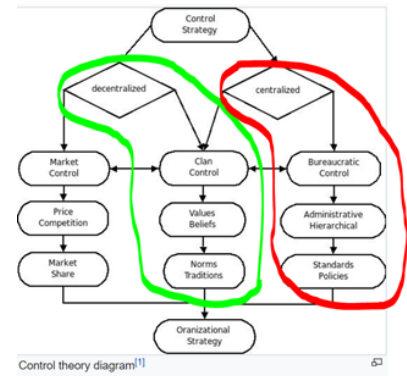 Control
Strategy
decentralized
centralized
Market
Control
Clan
Control
Bureaucratic
Control
Price
Competition
Values
Beliefs
Administrative
Hierarchical
Market
Share
Norms
Traditions
Standards
Policies
Oranizational
Strategy
Control theory diagram[1]